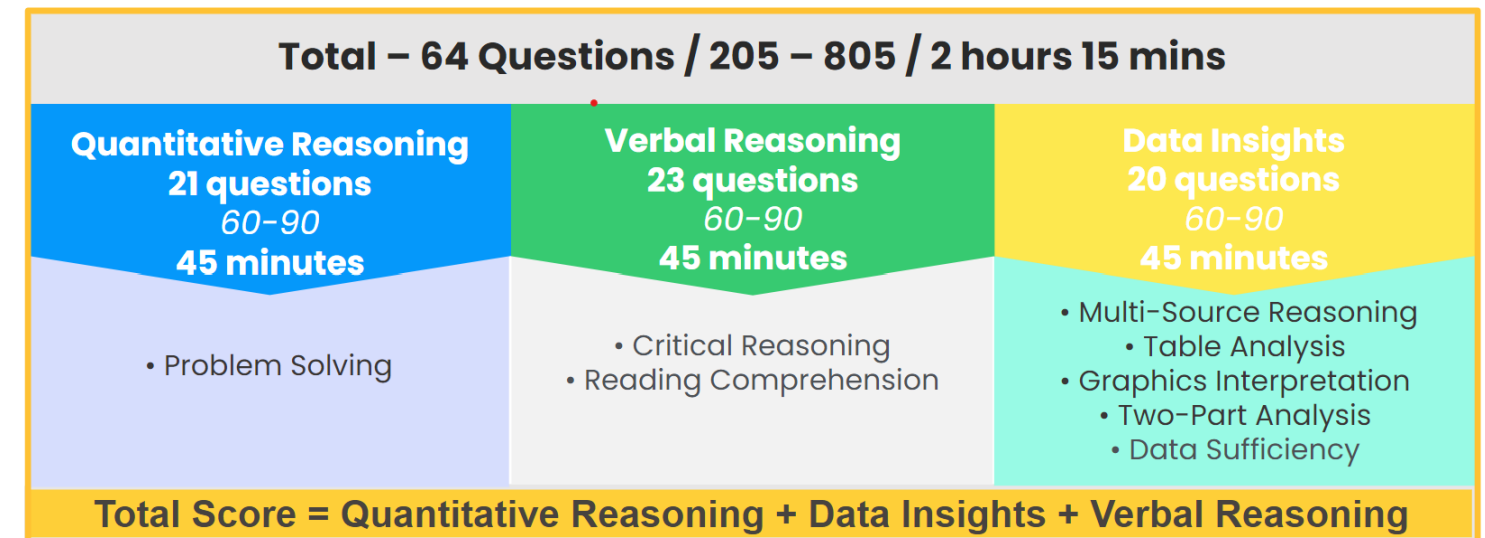 Total – 64 Questions / 205 – 805 / 2 hours 15 mins
Quantitative Reasoning
21 questions
60-90
45 minutes
• Problem Solving
Verbal Reasoning
23 questions
60-90
45 minutes
• Critical Reasoning
• Reading Comprehension
Data Insights
20 questions
60-90
45 minutes
• Multi-Source Reasoning
• Table Analysis
• Graphics Interpretation
• Two-Part Analysis
• Data Sufficiency
Total Score = Quantitative Reasoning + Data Insights + Verbal Reasoning